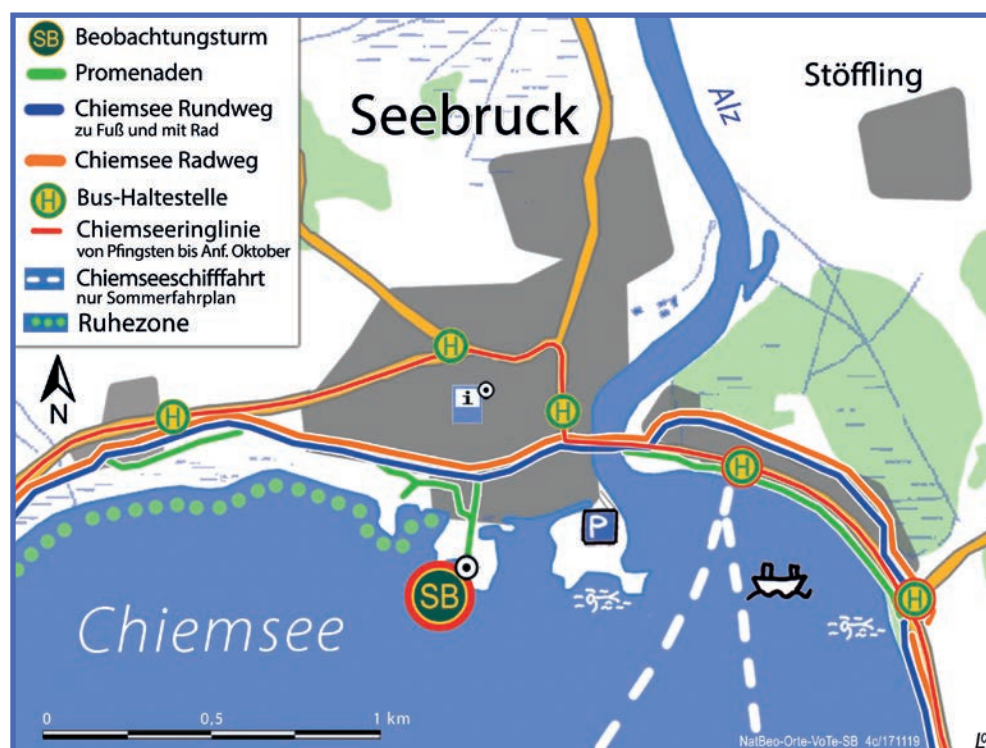 SB Beobachtungsturm
Promenaden
Chiemsee Rundweg
zu Fuß und mit Rad
Chiemsee Radweg
H Bus-Haltestelle
Chiemseeringlinie
von Pfingsten bis Anf. Oktober
Chiemseeschifffahrt
nur Sommerfahrplan
Ruhezone
N
Seebruck
Alz
Stöffling
H
H
i
H
H
P
SB
H
Chiemsee
0 0,5 1 km
NatBeo-Orte-VoTe-SB 4c/171119